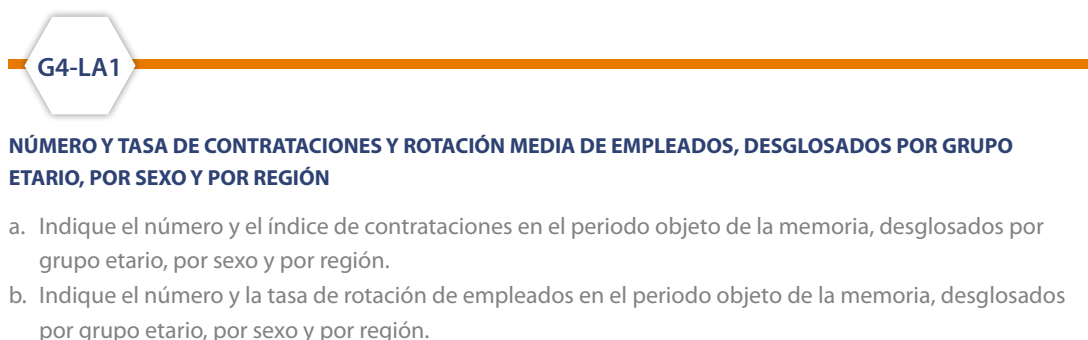 G4-LA1
NÚMERO Y TASA DE CONTRATACIONES Y ROTACIÓN MEDIA DE EMPLEADOS, DESGLOSADOS POR GRUPO
ETARIO, POR SEXO Y POR REGIÓN
a. Indique el número y el índice de contrataciones en el periodo objeto de la memoria, desglosados por
grupo etario, por sexo y por región.
b. Indique el número y la tasa de rotación de empleados en el periodo objeto de la memoria, desglosados
por grupo etario, por sexo y por región.